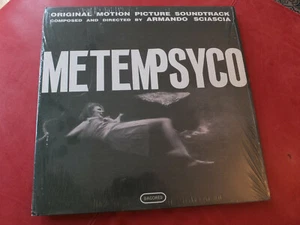 ORIGINAL MOTION PICTURE SOUNDTRACK
COMPOSED AND DIRECTED BY ARMANDO SCIASCIA
METEMPSYCO